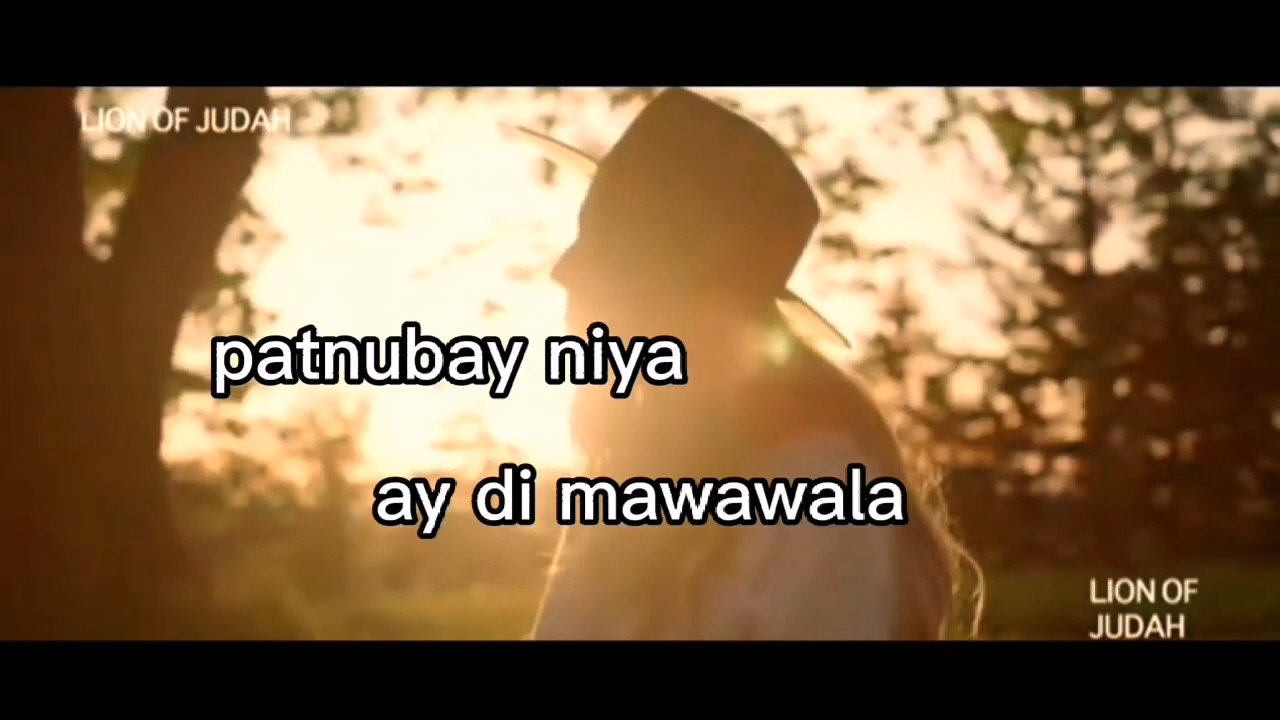 LION OF JUDAH
patnubay niya
ay di mawawala
LION OF
JUDAH